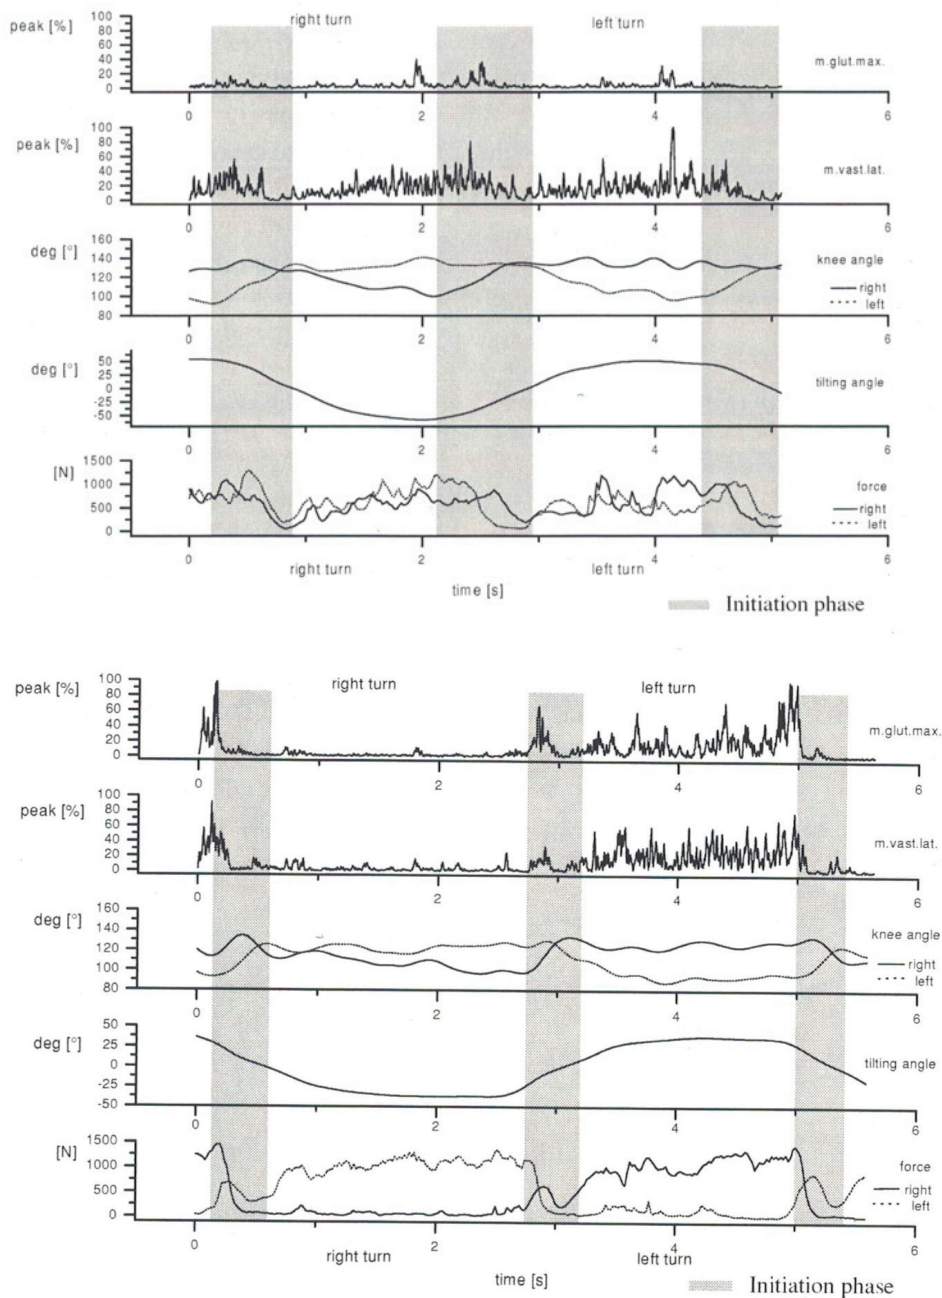 right turn left turn
peak [%] 100
80
60
40
20
0
m.glut.max.
0 2 4 6
peak [%] 100
80
60
40
20
0
m.vast.lat.
0 2 4 6
deg [°] 160
140
120
100
80
knee angle
right
left
0 2 4 6
deg [°] 50
25
0
-25
-50
tilting angle
0 2 4 6
[N] 1500
1000
500
0
force
right
left
0 2 4 6
right turn left turn
time [s]
Initiation phase
right turn left turn
peak [%] 100
80
60
40
20
0
m.glut.max.
0 2 4 6
peak [%] 100
80
60
40
20
0
m.vast.lat.
0 2 4 6
deg [°] 160
140
120
100
80
knee angle
right
left
0 2 4 6
deg [°] 50
25
0
-25
-50
tilting angle
0 2 4 6
[N] 1500
1000
500
0
force
right
left
0 2 4 6
right turn left turn
time [s]
Initiation phase